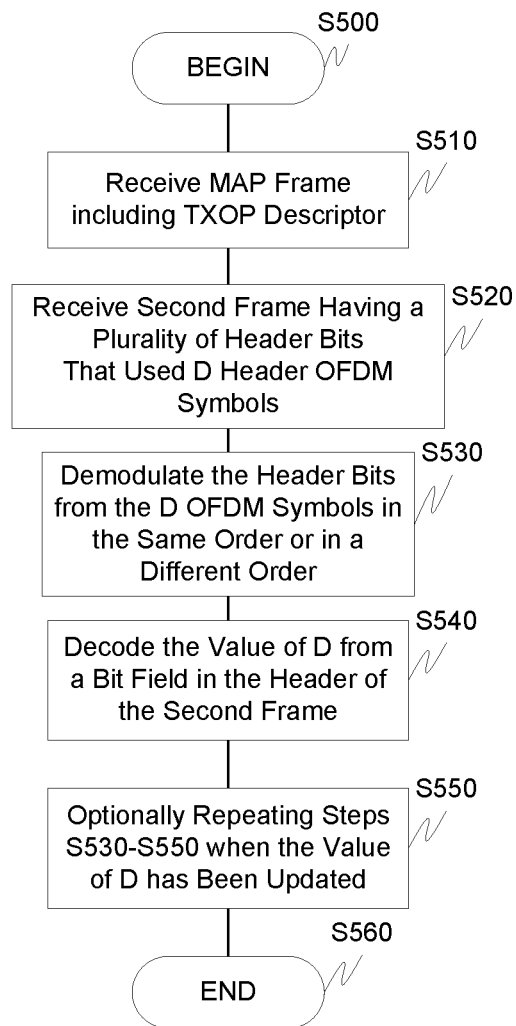 S500
BEGIN
S510
Receive MAP Frame
including TXOP Descriptor
S520
Receive Second Frame Having a
Plurality of Header Bits
That Used D Header OFDM
Symbols
S530
Demodulate the Header Bits
from the D OFDM Symbols in
the Same Order or in a
Different Order
S540
Decode the Value of D from
a Bit Field in the Header of
the Second Frame
S550
Optionally Repeating Steps
S530-S550 when the Value
of D has Been Updated
S560
END